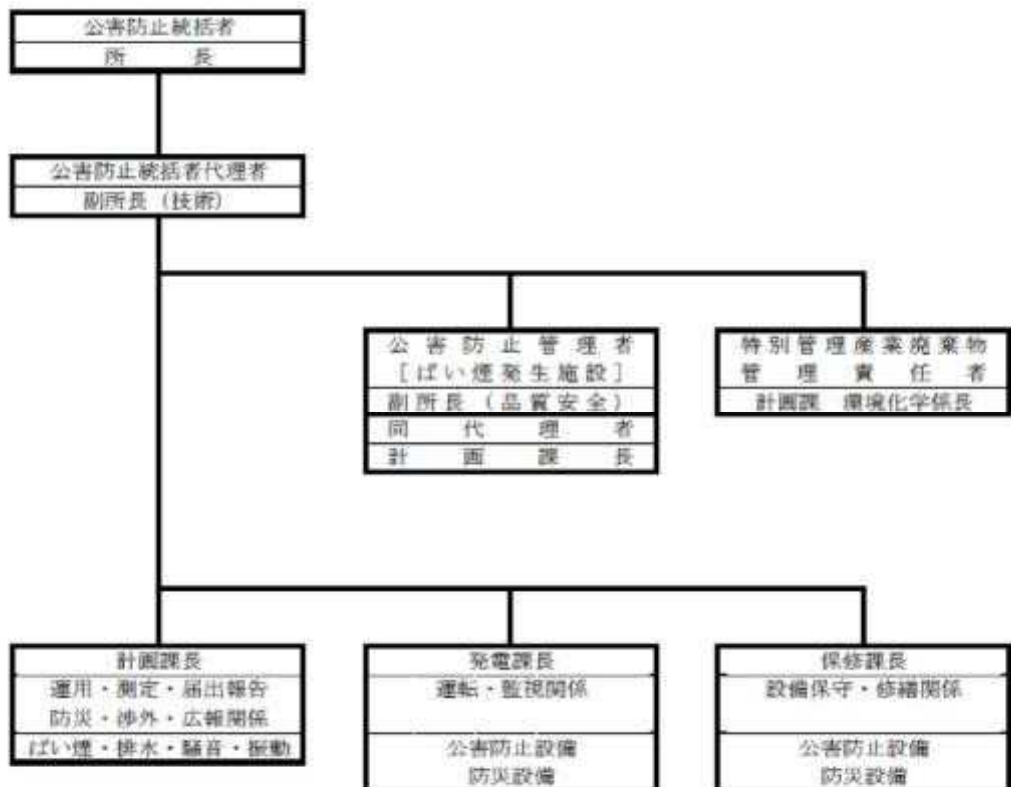 公害防止統括者
所　　長
公害防止統括者代理者
副所長（技術）
公害防止管理者
［ばい煙発生施設］
副所長（品質安全）
同代理者
計画課長
特別管理産業廃棄物
管理責任者
計画課　環境化学係長
計画課長
運用・測定・届出報告
防災・渉外・広報関係
ばい煙・排水・騒音・振動
発電課長
運転・監視関係
公害防止設備
防災設備
保修課長
設備保守・修繕関係
公害防止設備
防災設備